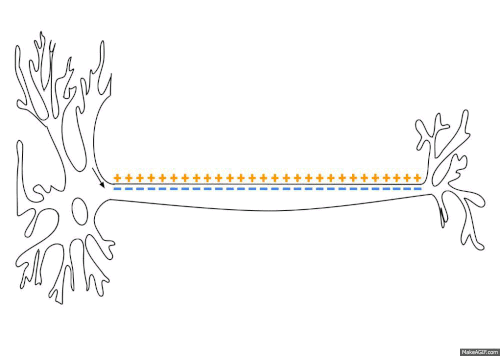 + + + + + + + + + + + + + + + + + + + + + + + + + + +
− − − − − − − − − − − − − − − − − − − − − − − − − − −
MakeAGIF.com